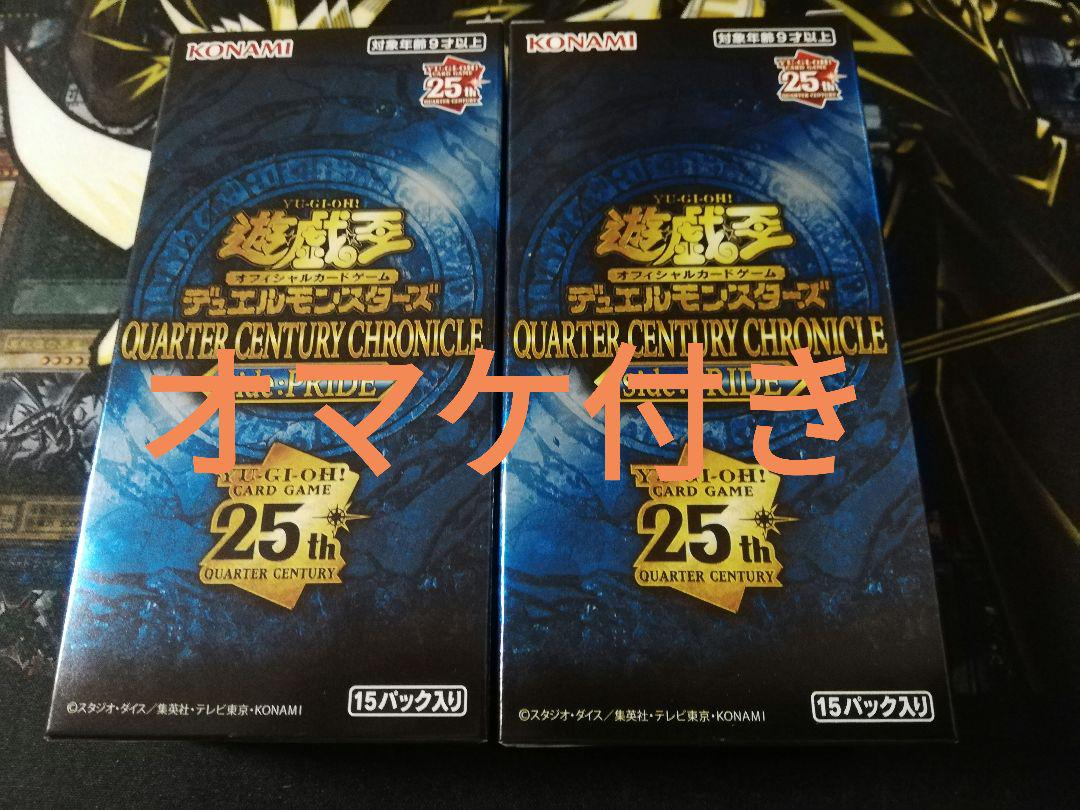 KONAMI
対象年齢9才以上
YU-GI-OH!
CARD GAME
25th
QUARTER CENTURY
YU-GI-OH!
遊戯王
オフィシャルカードゲーム
デュエルモンスターズ
QUARTER CENTURY CHRONICLE
side:PRIDE
YU-GI-OH!
CARD GAME
25th
QUARTER CENTURY
©スタジオ・ダイス/集英社・テレビ東京・KONAMI
15パック入り
KONAMI
対象年齢9才以上
YU-GI-OH!
CARD GAME
25th
QUARTER CENTURY
YU-GI-OH!
遊戯王
オフィシャルカードゲーム
デュエルモンスターズ
QUARTER CENTURY CHRONICLE
side:PRIDE
YU-GI-OH!
CARD GAME
25th
QUARTER CENTURY
©スタジオ・ダイス/集英社・テレビ東京・KONAMI
15パック入り
オマケ付き